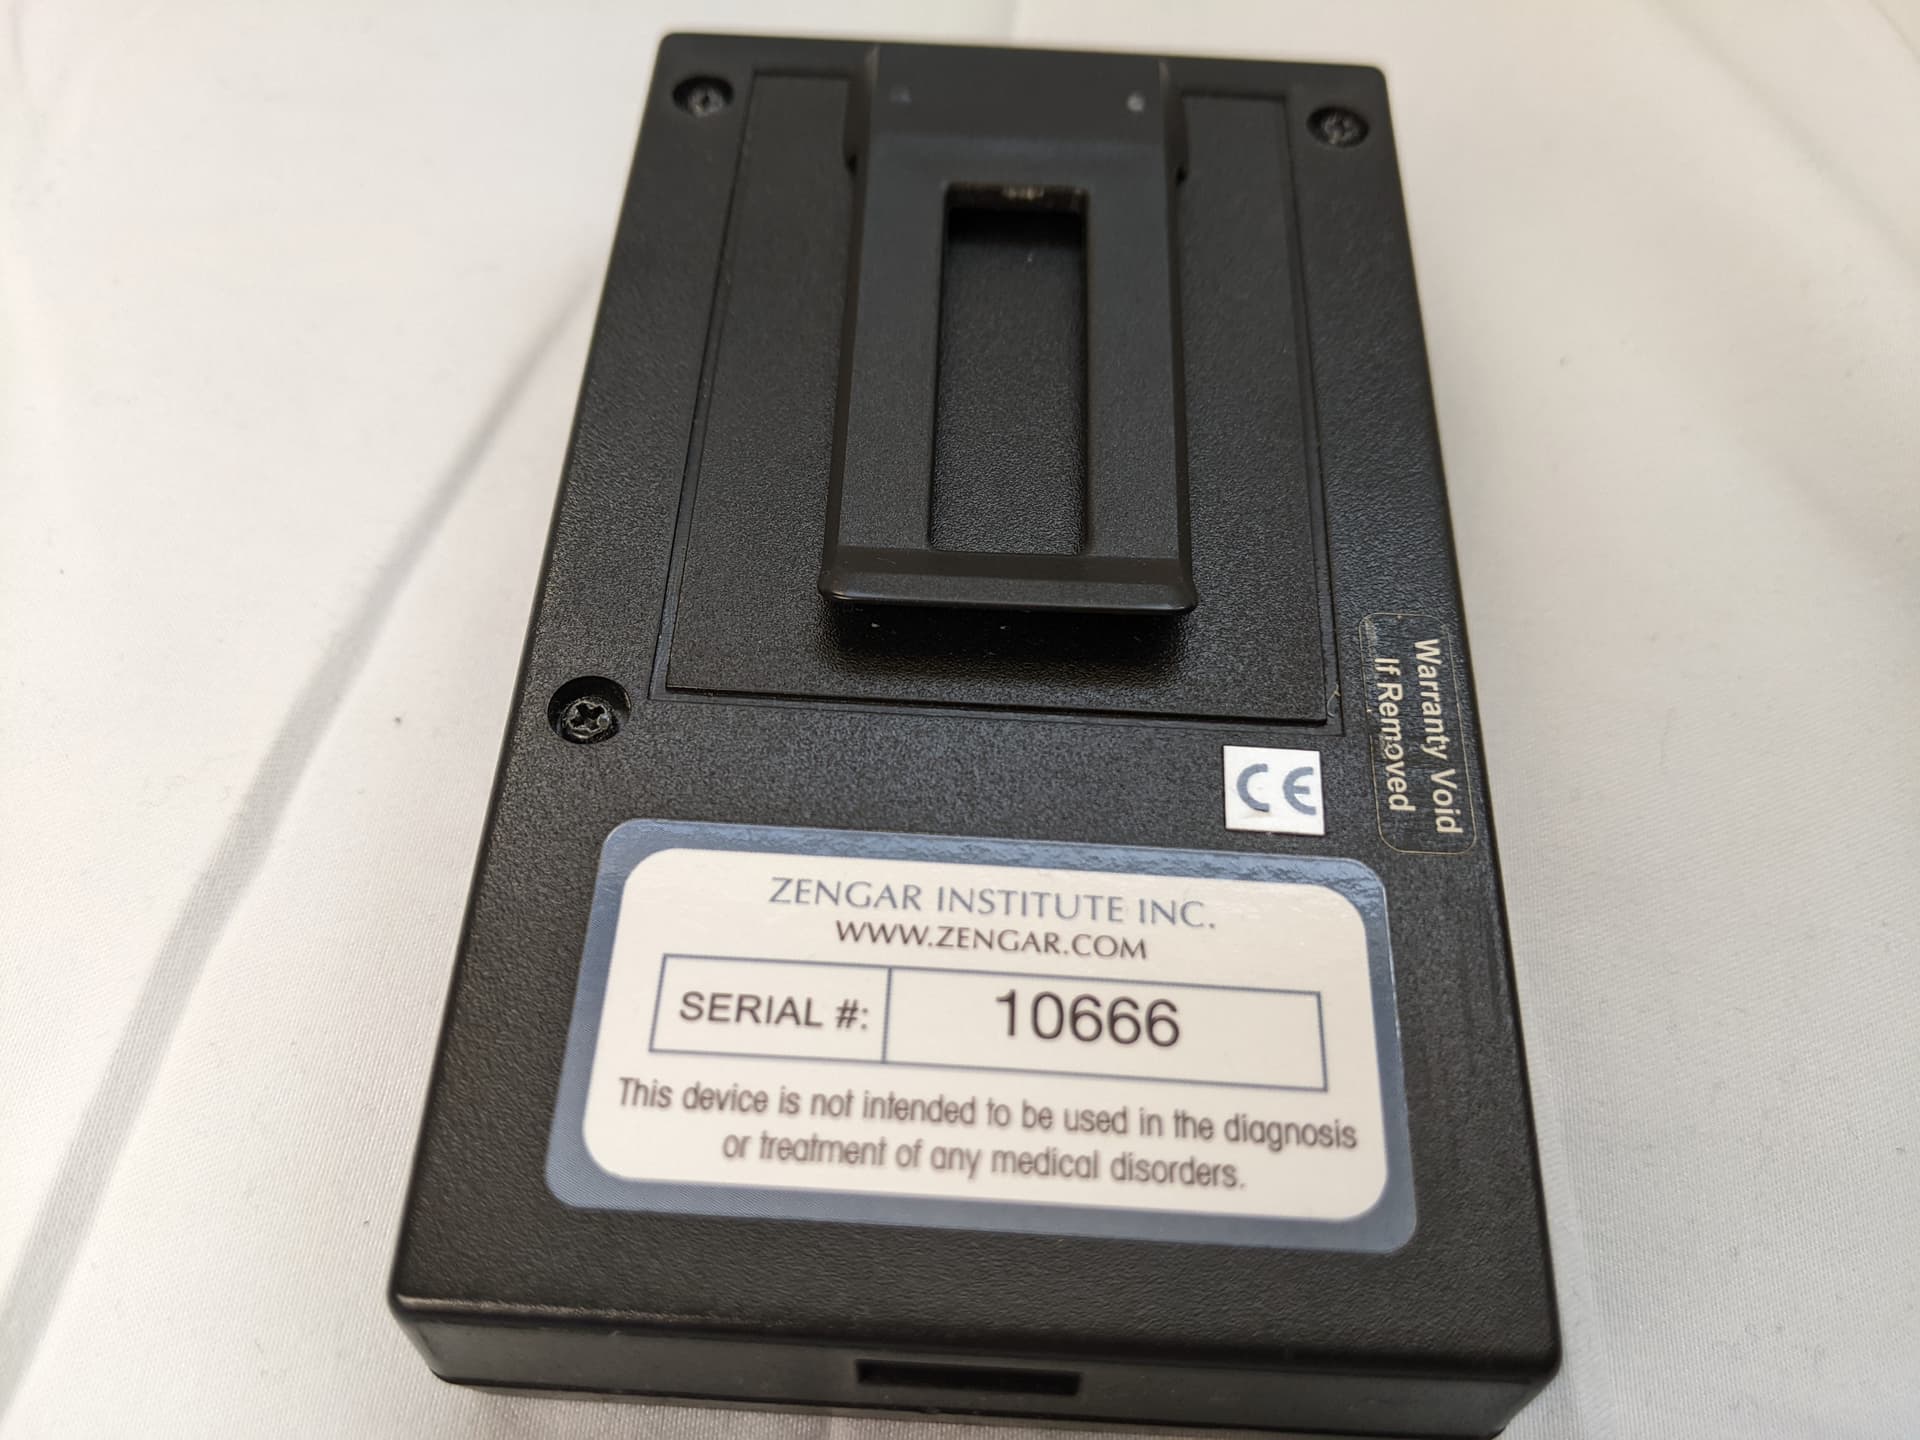 Warranty Void
If Removed
CE
ZENGAR INSTITUTE INC.
WWW.ZENGAR.COM
SERIAL #: 10666
This device is not intended to be used in the diagnosis
or treatment of any medical disorders.